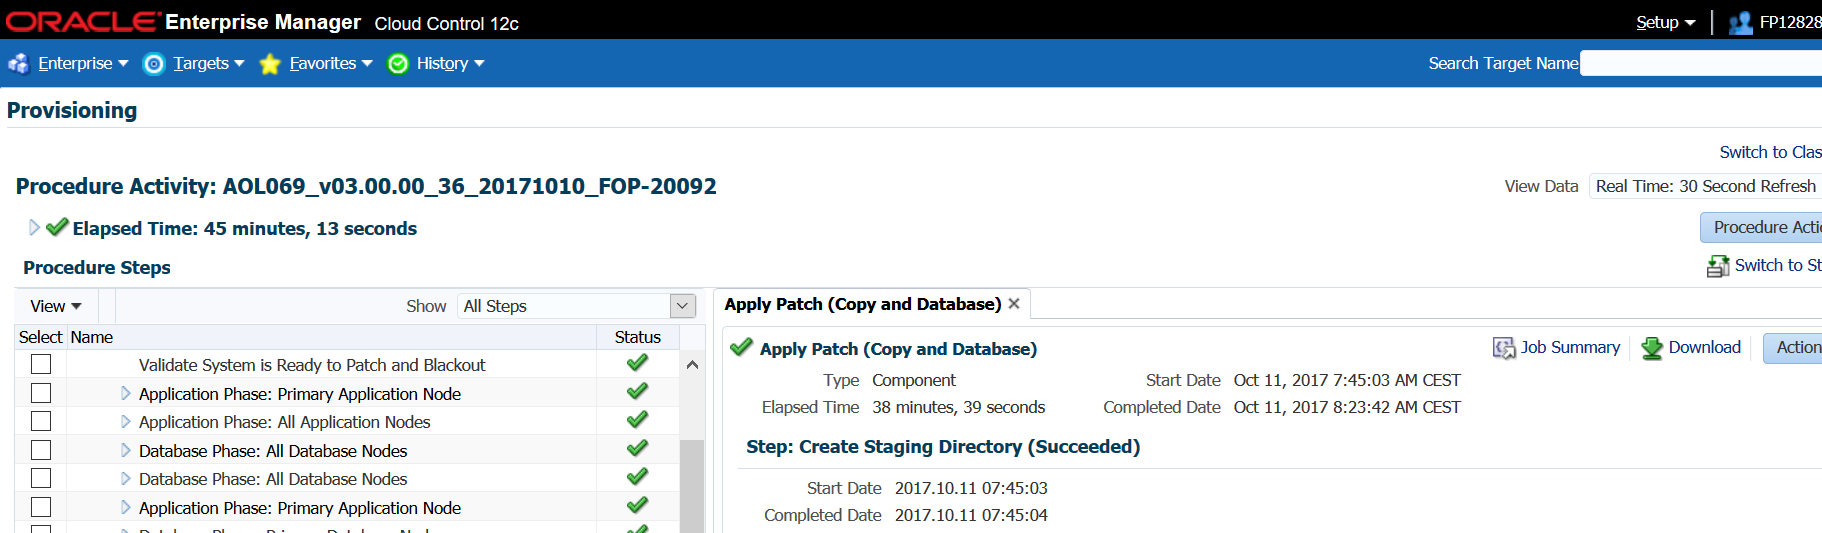 ORACLE Enterprise Manager Cloud Control 12c
Setup FP12828
Enterprise Targets Favorites History Search Target Name
Provisioning
Switch to Clas
Procedure Activity: AOL069_v03.00.00_36_20171010_FOP-20092
View Data Real Time: 30 Second Refresh
Elapsed Time: 45 minutes, 13 seconds
Procedure Acti
Procedure Steps
Switch to St
View Show All Steps
Select Name Status
Validate System is Ready to Patch and Blackout
Application Phase: Primary Application Node
Application Phase: All Application Nodes
Database Phase: All Database Nodes
Database Phase: All Database Nodes
Application Phase: Primary Application Node
Apply Patch (Copy and Database)
Apply Patch (Copy and Database)
Job Summary Download Action
Type Component Start Date Oct 11, 2017 7:45:03 AM CEST
Elapsed Time 38 minutes, 39 seconds Completed Date Oct 11, 2017 8:23:42 AM CEST
Step: Create Staging Directory (Succeeded)
Start Date 2017.10.11 07:45:03
Completed Date 2017.10.11 07:45:04